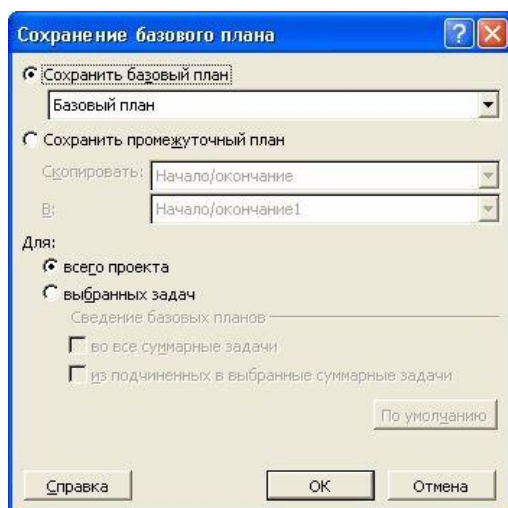 Сохранение базового плана
Сохранить базовый план
Базовый план
Сохранить промежуточный план
Скопировать: Начало/окончание
В: Начало/окончание1
Для:
всего проекта
выбранных задач
Сведение базовых планов
во все суммарные задачи
из подчиненных в выбранные суммарные задачи
По умолчанию
Справка ОК Отмена